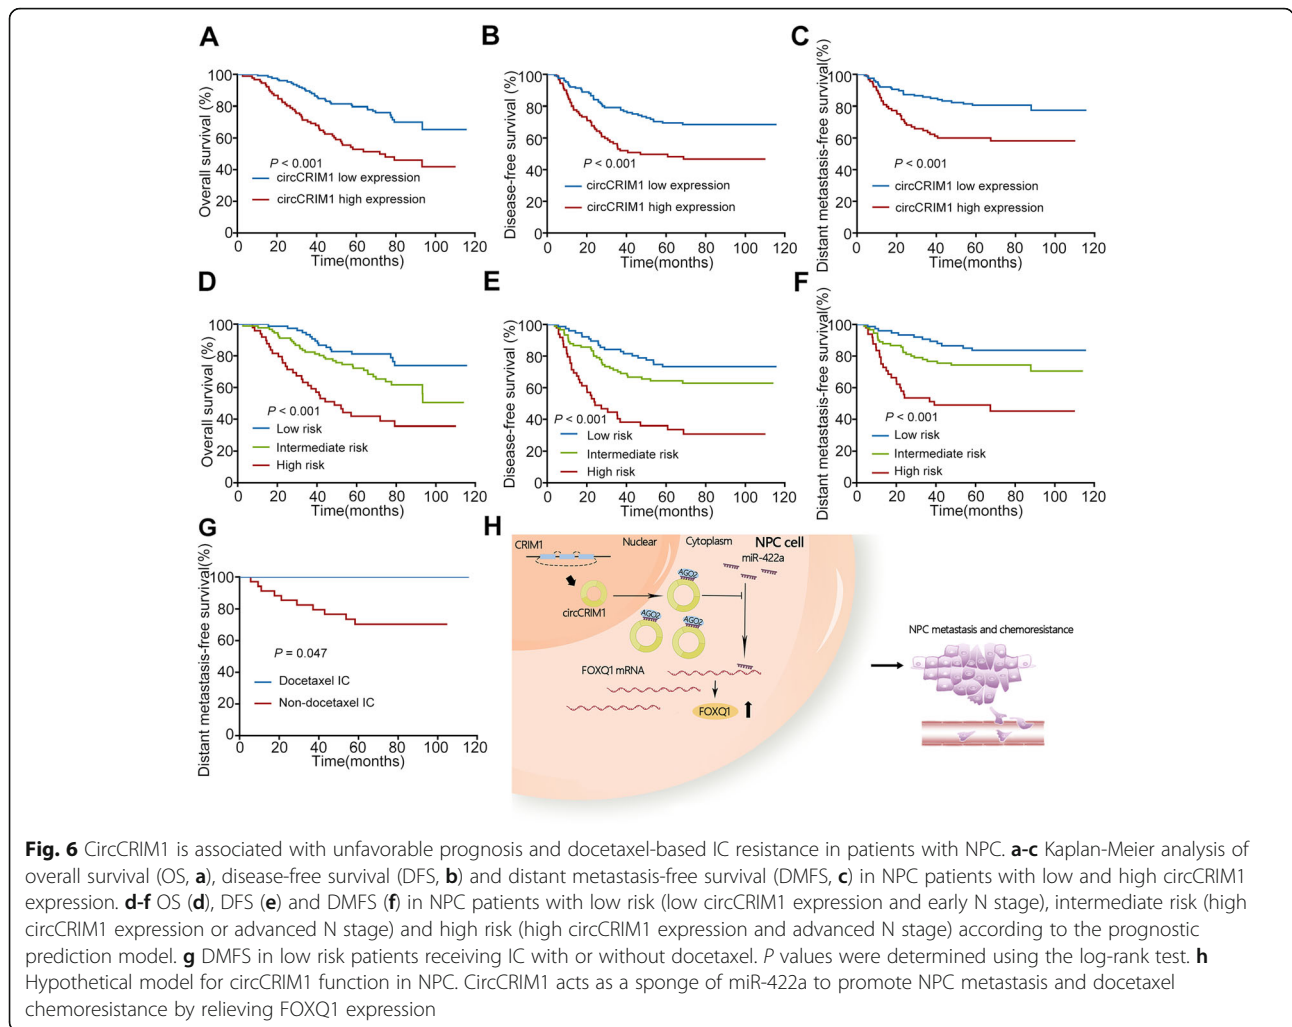 A
B
C
Overall survival (%)
100
80
60
40
20
0
P < 0.001
circCRIM1 low expression
circCRIM1 high expression
0 20 40 60 80 100 120
Time(months)
Disease-free survival (%)
100
80
60
40
20
0
P < 0.001
circCRIM1 low expression
circCRIM1 high expression
0 20 40 60 80 100 120
Time(months)
Distant metastasis-free survival(%)
100
80
60
40
20
0
P < 0.001
circCRIM1 low expression
circCRIM1 high expression
0 20 40 60 80 100 120
Time(months)
D
E
F
Overall survival (%)
100
80
60
40
20
0
P < 0.001
Low risk
Intermediate risk
High risk
0 20 40 60 80 100 120
Time(months)
Disease-free survival (%)
100
80
60
40
20
0
P < 0.001
Low risk
Intermediate risk
High risk
0 20 40 60 80 100 120
Time(months)
Distant metastasis-free survival(%)
100
80
60
40
20
0
P < 0.001
Low risk
Intermediate risk
High risk
0 20 40 60 80 100 120
Time(months)
G
Distant metastasis-free survival(%)
100
80
60
40
20
0
P = 0.047
Docetaxel IC
Non-docetaxel IC
0 20 40 60 80 100 120
Time(months)
H
CRIM1
Nuclear
Cytoplasm
NPC cell
miR-422a
AGO2
circCRIM1
AGO2
AGO2
FOXQ1 mRNA
FOXQ1
NPC metastasis and chemoresistance
Fig. 6 CircCRIM1 is associated with unfavorable prognosis and docetaxel-based IC resistance in patients with NPC. a-c Kaplan-Meier analysis of
overall survival (OS, a), disease-free survival (DFS, b) and distant metastasis-free survival (DMFS, c) in NPC patients with low and high circCRIM1
expression. d-f OS (d), DFS (e) and DMFS (f) in NPC patients with low risk (low circCRIM1 expression and early N stage), intermediate risk (high
circCRIM1 expression or advanced N stage) and high risk (high circCRIM1 expression and advanced N stage) according to the prognostic
prediction model. g DMFS in low risk patients receiving IC with or without docetaxel. P values were determined using the log-rank test. h
Hypothetical model for circCRIM1 function in NPC. CircCRIM1 acts as a sponge of miR-422a to promote NPC metastasis and docetaxel
chemoresistance by relieving FOXQ1 expression